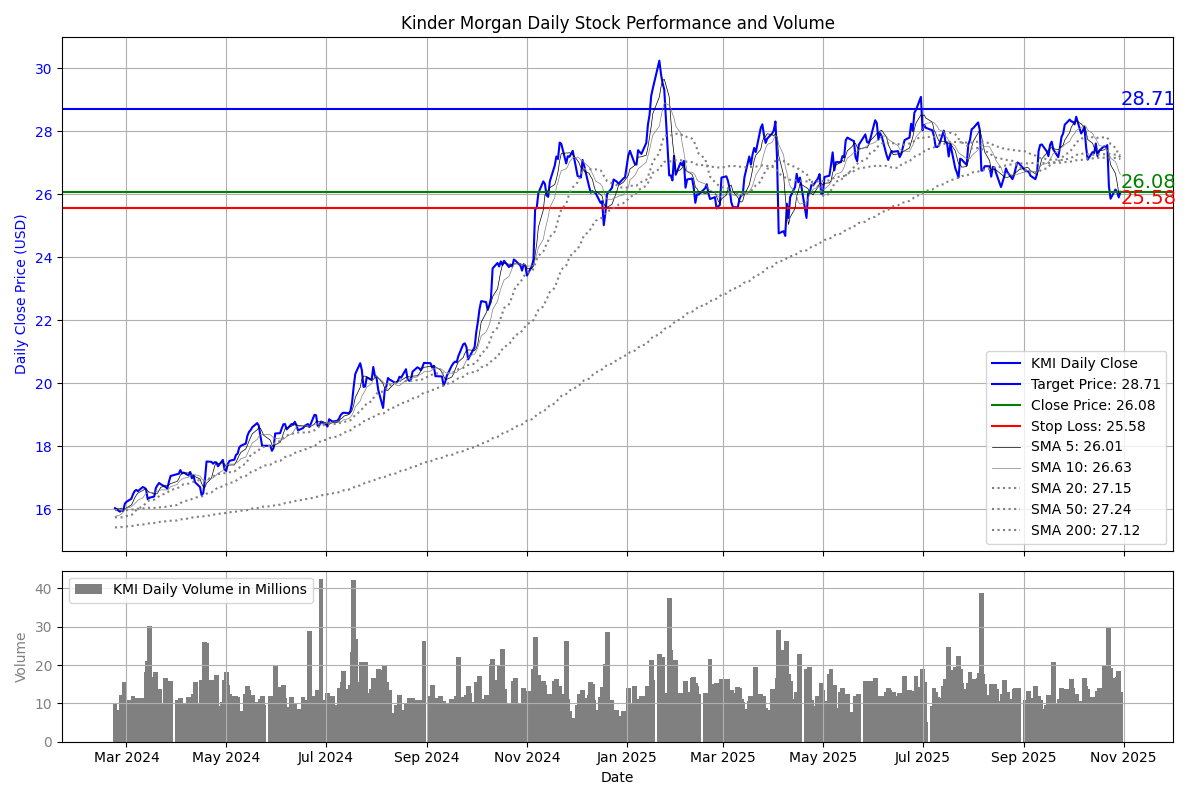 Kinder Morgan Daily Stock Performance and Volume
Daily Close Price (USD)
30
28
26
24
22
20
18
16
28.71
26.08
25.58
KMI Daily Close
Target Price: 28.71
Close Price: 26.08
Stop Loss: 25.58
SMA 5: 26.01
SMA 10: 26.63
SMA 20: 27.15
SMA 50: 27.24
SMA 200: 27.12
KMI Daily Volume in Millions
Volume
40
30
20
10
0
Mar 2024 May 2024 Jul 2024 Sep 2024 Nov 2024 Jan 2025 Mar 2025 May 2025 Jul 2025 Sep 2025 Nov 2025
Date